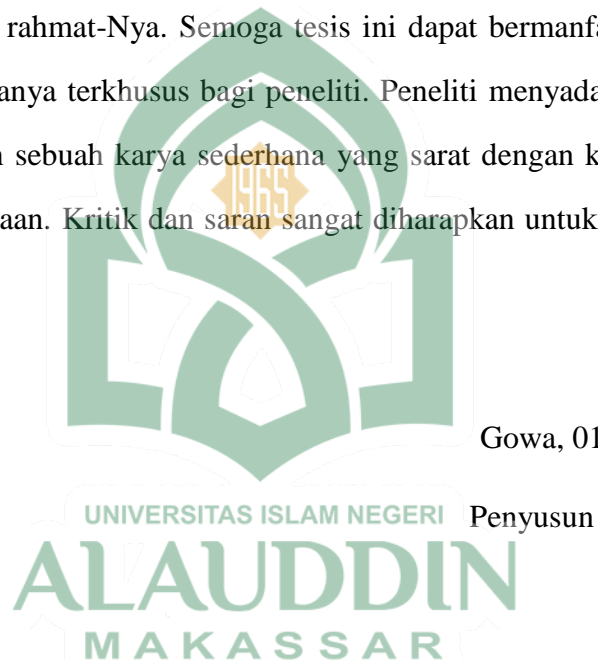 rahmat-Nya. Semoga tesis ini dapat bermanfa
anya terkhusus bagi peneliti. Peneliti menyada
sebuah karya sederhana yang sarat dengan k
aan. Kritik dan saran sangat diharapkan untuk
1965
Gowa, 01
UNIVERSITAS ISLAM NEGERI
Penyusun
ALAUDDIN
MAKASSAR